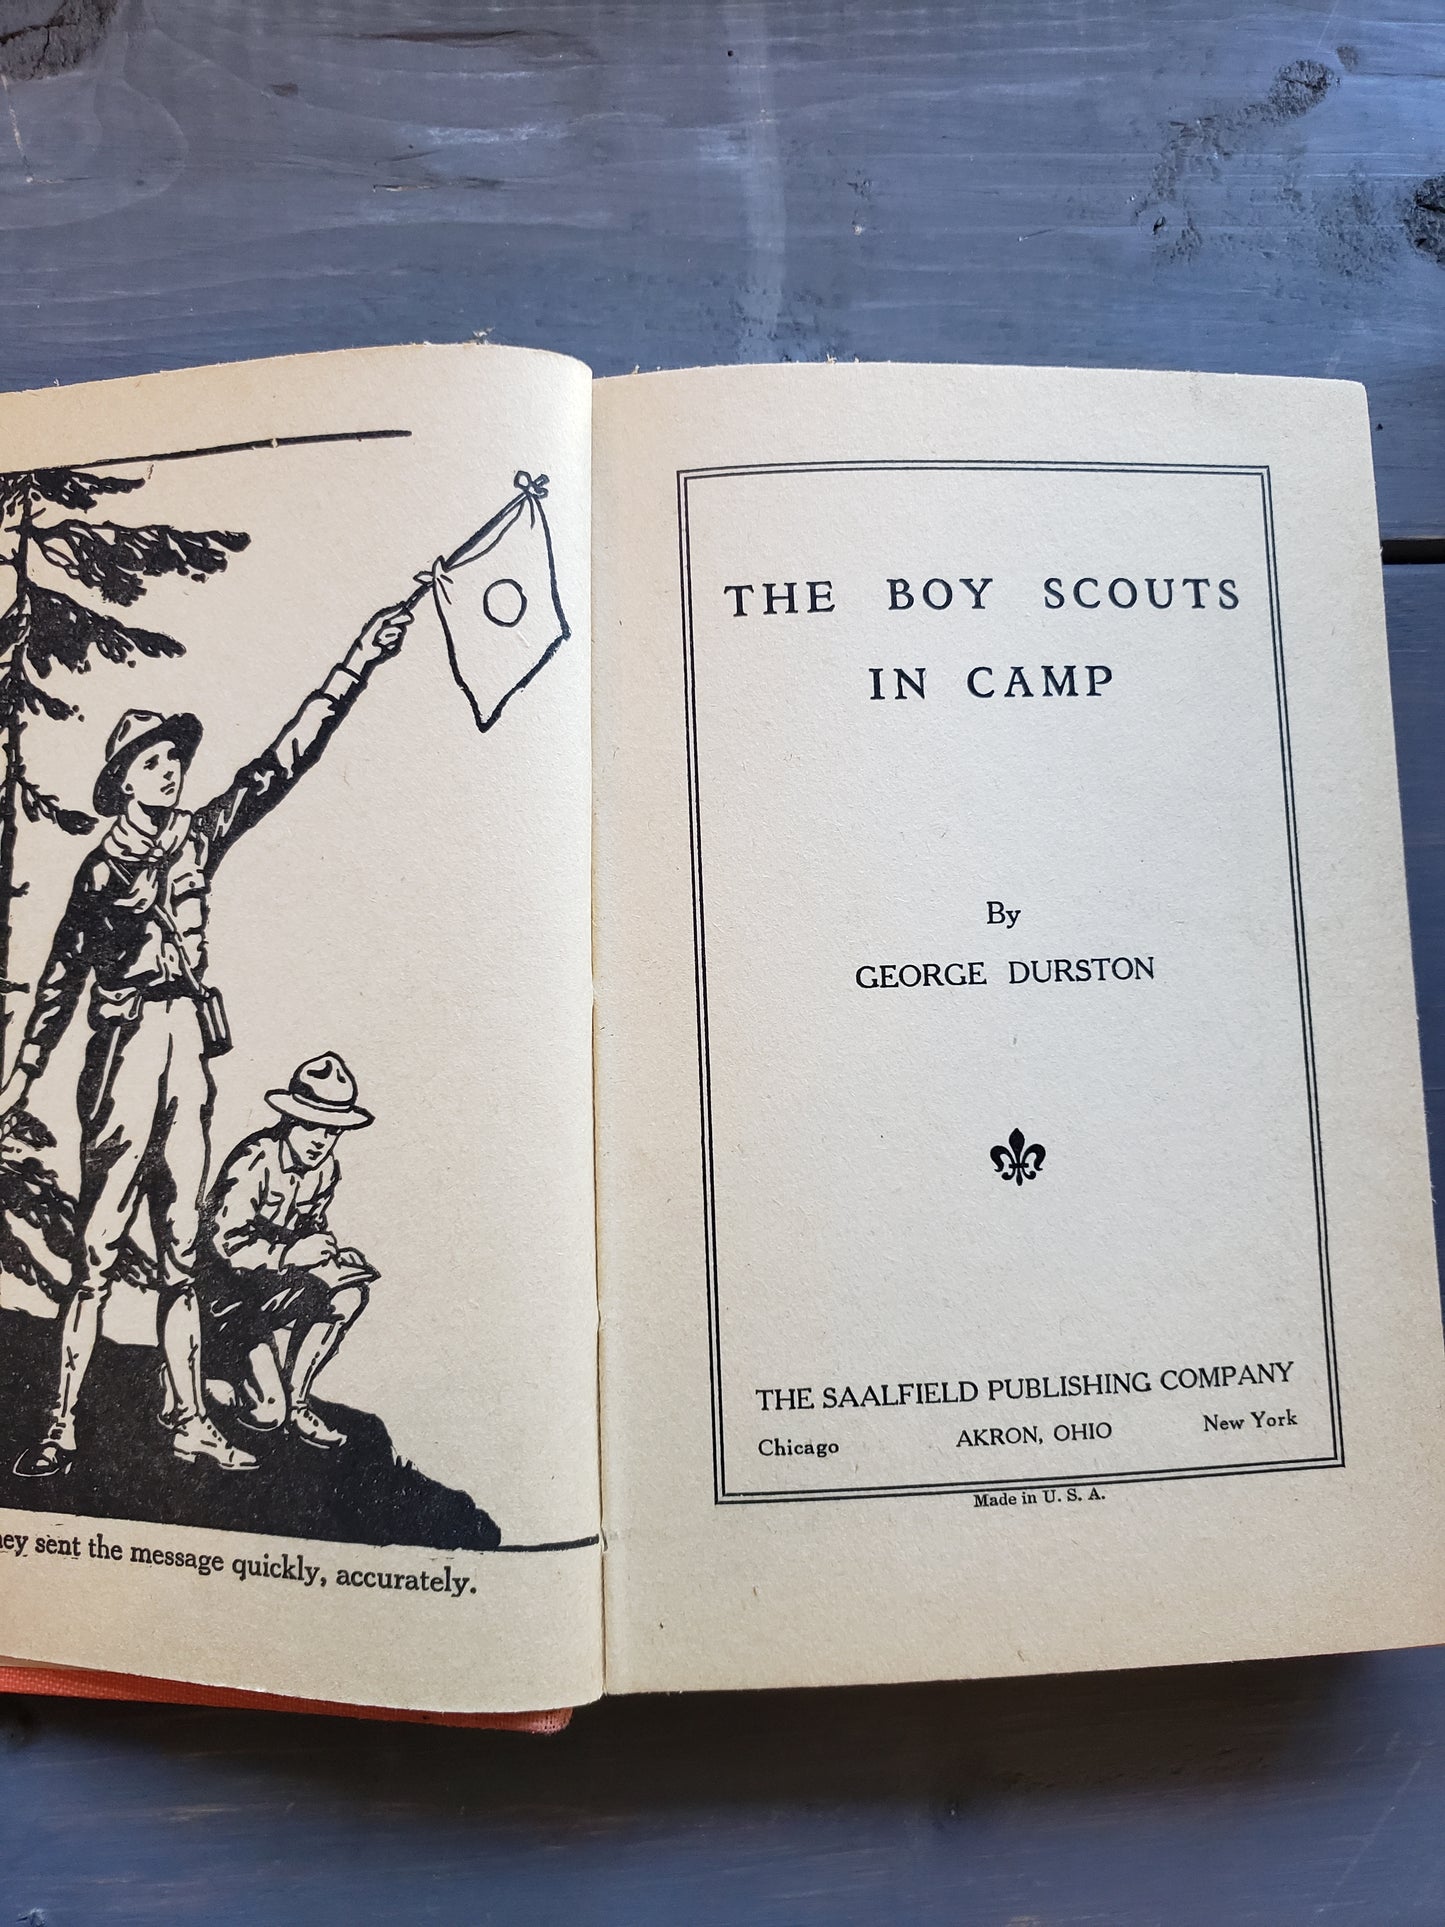 sent the message quickly, accurately.
THE BOY SCOUTS
IN CAMP
By
GEORGE DURSTON
THE SAALFIELD PUBLISHING COMPANY
Chicago AKRON, OHIO New York
Made in U. S. A.